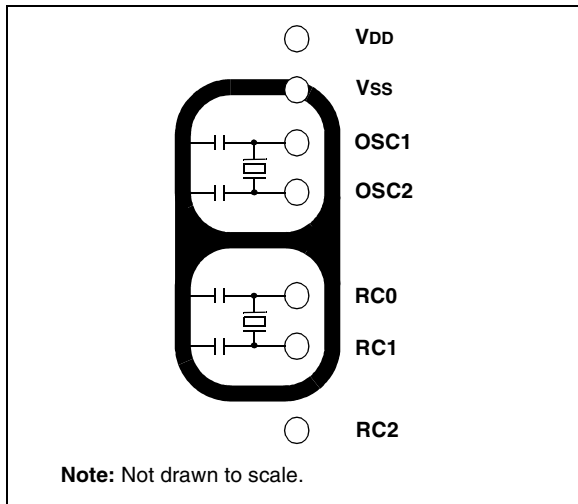 VDD
VSS
OSC1
OSC2
RC0
RC1
RC2
Note: Not drawn to scale.